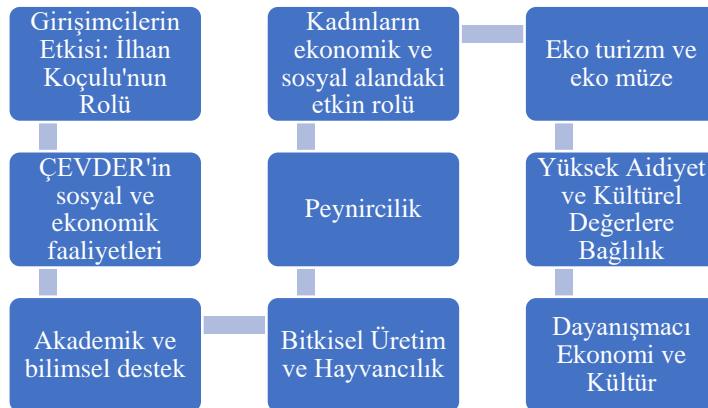 Girişimcilerin
Etkisi: İlhan
Koçulu'nun
Rolü
ÇEVDER'in
sosyal ve
ekonomik
faaliyetleri
Akademik ve
bilimsel destek
Bitkisel Üretim
ve Hayvancılık
Peynircilik
Kadınların
ekonomik ve
sosyal alandaki
etkin rolü
Eko turizm ve
eko müze
Yüksek Aidiyet
ve Kültürel
Değerlere
Bağlılık
Dayanışmacı
Ekonomi ve
Kültür